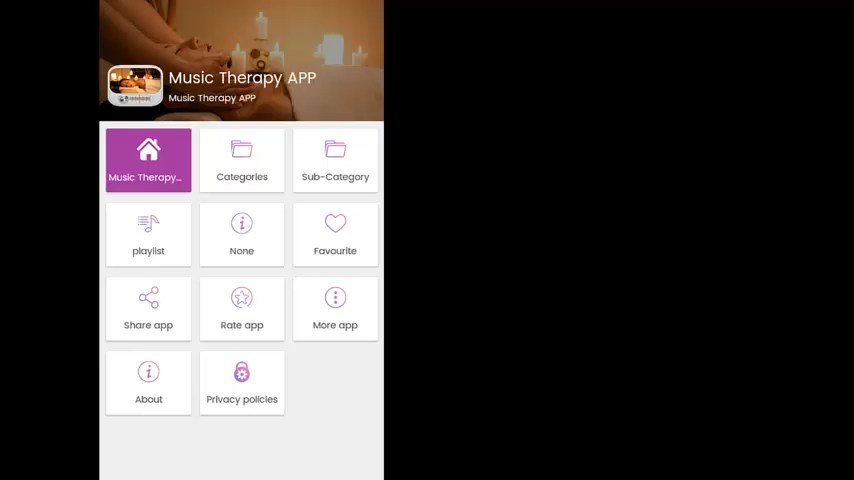 Music Therapy APP
Music Therapy APP
Music Therapy...
Categories
Sub-Category
playlist
None
Favourite
Share app
Rate app
More app
About
Privacy policies